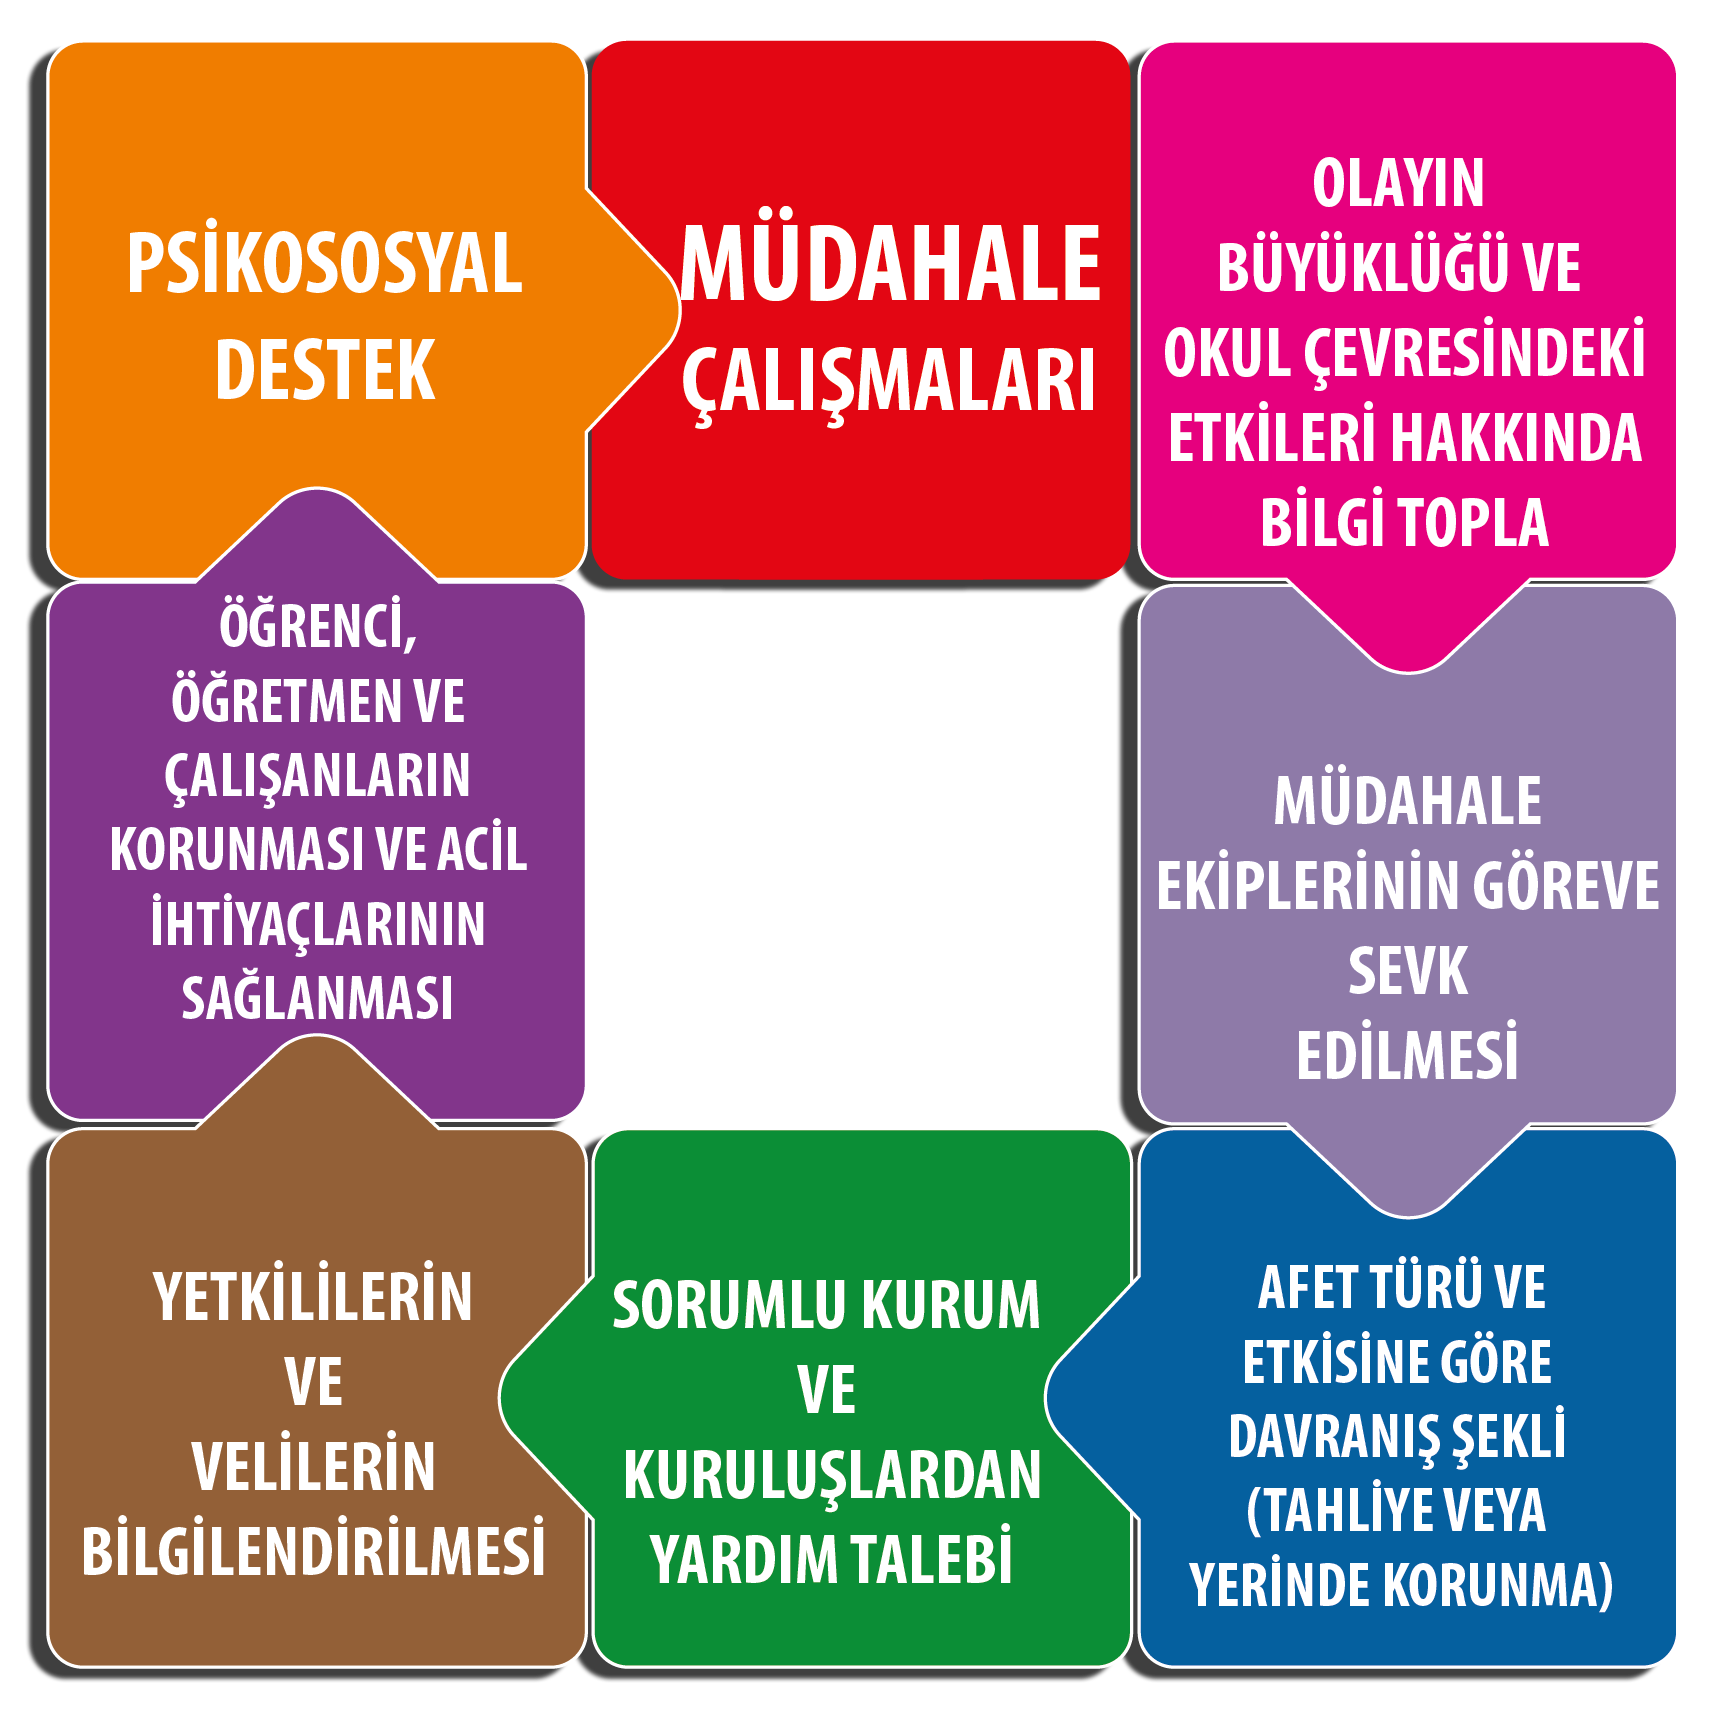 PSİKOSOSYAL
DESTEK
MÜDAHALE
ÇALIŞMALARI
OLAYIN
BÜYÜKLÜĞÜ VE
OKUL ÇEVRESİNDEKİ
ETKİLERİ HAKKINDA
BİLGİ TOPLA
ÖĞRENCİ,
ÖĞRETMEN VE
ÇALIŞANLARIN
KORUNMASI VE ACİL
İHTİYAÇLARININ
SAĞLANMASI
MÜDAHALE
EKİPLERİNİN GÖREVE
SEVK
EDİLMESİ
YETKİLİLERİN
VE
VELİLERİN
BİLGİLENDİRİLMESİ
SORUMLU KURUM
VE
KURULUŞLARDAN
YARDIM TALEBİ
AFET TÜRÜ VE
ETKİSİNE GÖRE
DAVRANIŞ ŞEKLİ
(TAHLİYE VEYA
YERİNDE KORUNMA)